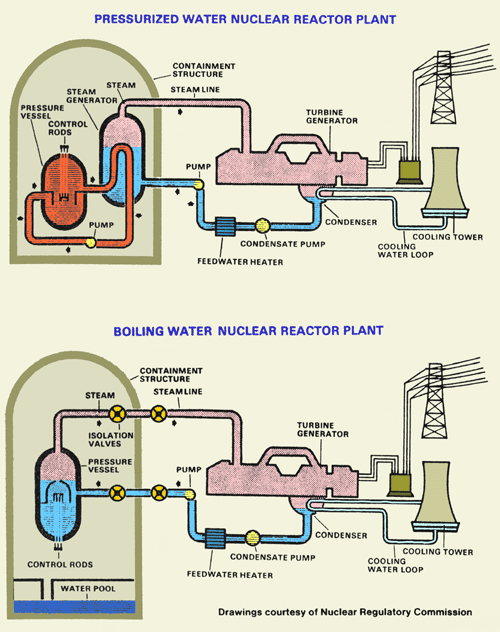 PRESSURIZED WATER NUCLEAR REACTOR PLANT
CONTAINMENT
STRUCTURE
STEAM
STEAM LINE
STEAM
GENERATOR
PRESSURE
VESSEL
CONTROL
RODS
TURBINE
GENERATOR
PUMP
PUMP
CONDENSER
CONDENSATE PUMP
FEEDWATER HEATER
COOLING TOWER
COOLING
WATER LOOP
BOILING WATER NUCLEAR REACTOR PLANT
CONTAINMENT
STRUCTURE
STEAM
STEAMLINE
ISOLATION
VALVES
TURBINE
GENERATOR
PRESSURE
VESSEL
PUMP
CONDENSER
CONDENSATE PUMP
COOLING TOWER
COOLING
WATER LOOP
CONTROL RODS
FEEDWATER HEATER
WATER POOL
Drawings courtesy of Nuclear Regulatory Commission